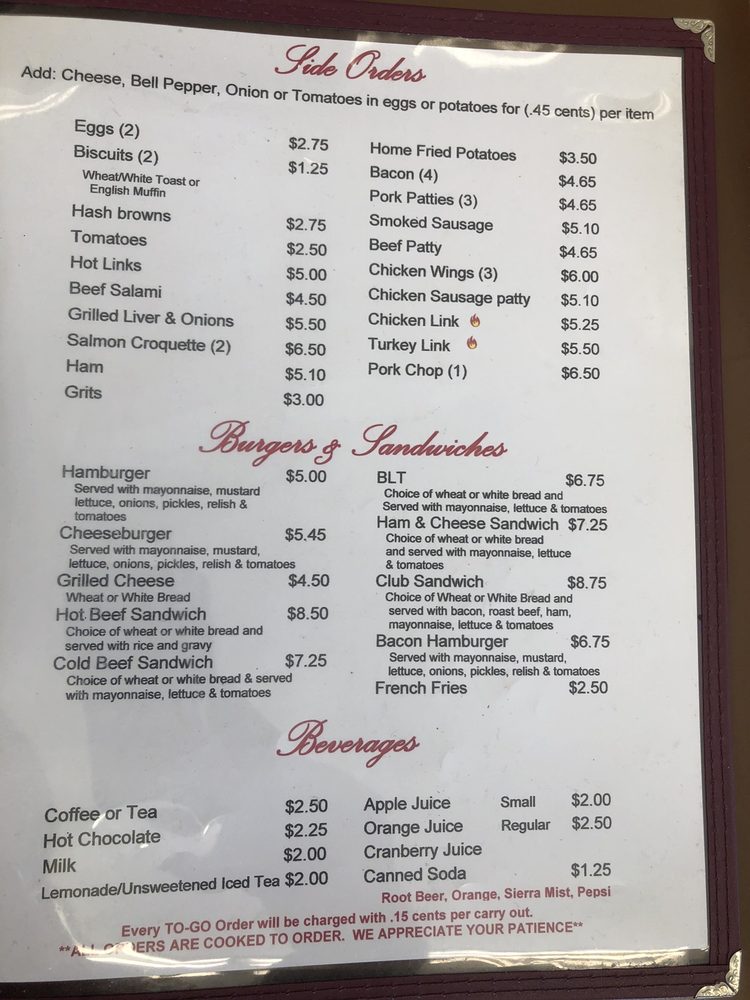 Side Orders
Add: Cheese, Bell Pepper, Onion or Tomatoes in eggs or potatoes for (.45 cents) per item
Eggs (2) $2.75
Biscuits (2) $1.25
Wheat/White Toast or
English Muffin
Hash browns $2.75
Tomatoes $2.50
Hot Links $5.00
Beef Salami $4.50
Grilled Liver & Onions $5.50
Salmon Croquette (2) $6.50
Ham $5.10
Grits $3.00
Home Fried Potatoes $3.50
Bacon (4) $4.65
Pork Patties (3) $4.65
Smoked Sausage $5.10
Beef Patty $4.65
Chicken Wings (3) $6.00
Chicken Sausage patty $5.10
Chicken Link $5.25
Turkey Link $5.50
Pork Chop (1) $6.50
Burgers & Sandwiches
Hamburger $5.00
Served with mayonnaise, mustard
lettuce, onions, pickles, relish &
tomatoes
Cheeseburger $5.45
Served with mayonnaise, mustard,
lettuce, onions, pickles, relish & tomatoes
Grilled Cheese $4.50
Wheat or White Bread
Hot Beef Sandwich $8.50
Choice of wheat or white bread and
served with rice and gravy
Cold Beef Sandwich $7.25
Choice of wheat or white bread & served
with mayonnaise, lettuce & tomatoes
BLT $6.75
Choice of wheat or white bread and
Served with mayonnaise, lettuce & tomatoes
Ham & Cheese Sandwich $7.25
Choice of wheat or white bread
and served with mayonnaise, lettuce
& tomatoes
Club Sandwich $8.75
Choice of Wheat or White Bread and
served with bacon, roast beef, ham,
mayonnaise, lettuce & tomatoes
Bacon Hamburger $6.75
Served with mayonnaise, mustard,
lettuce, onions, pickles, relish & tomatoes
French Fries $2.50
Beverages
Coffee or Tea $2.50
Hot Chocolate $2.25
Milk $2.00
Lemonade/Unsweetened Iced Tea $2.00
Apple Juice Small $2.00
Orange Juice Regular $2.50
Cranberry Juice
Canned Soda $1.25
Root Beer, Orange, Sierra Mist, Pepsi
Every TO-GO Order will be charged with .15 cents per carry out.
**ALL ORDERS ARE COOKED TO ORDER. WE APPRECIATE YOUR PATIENCE**